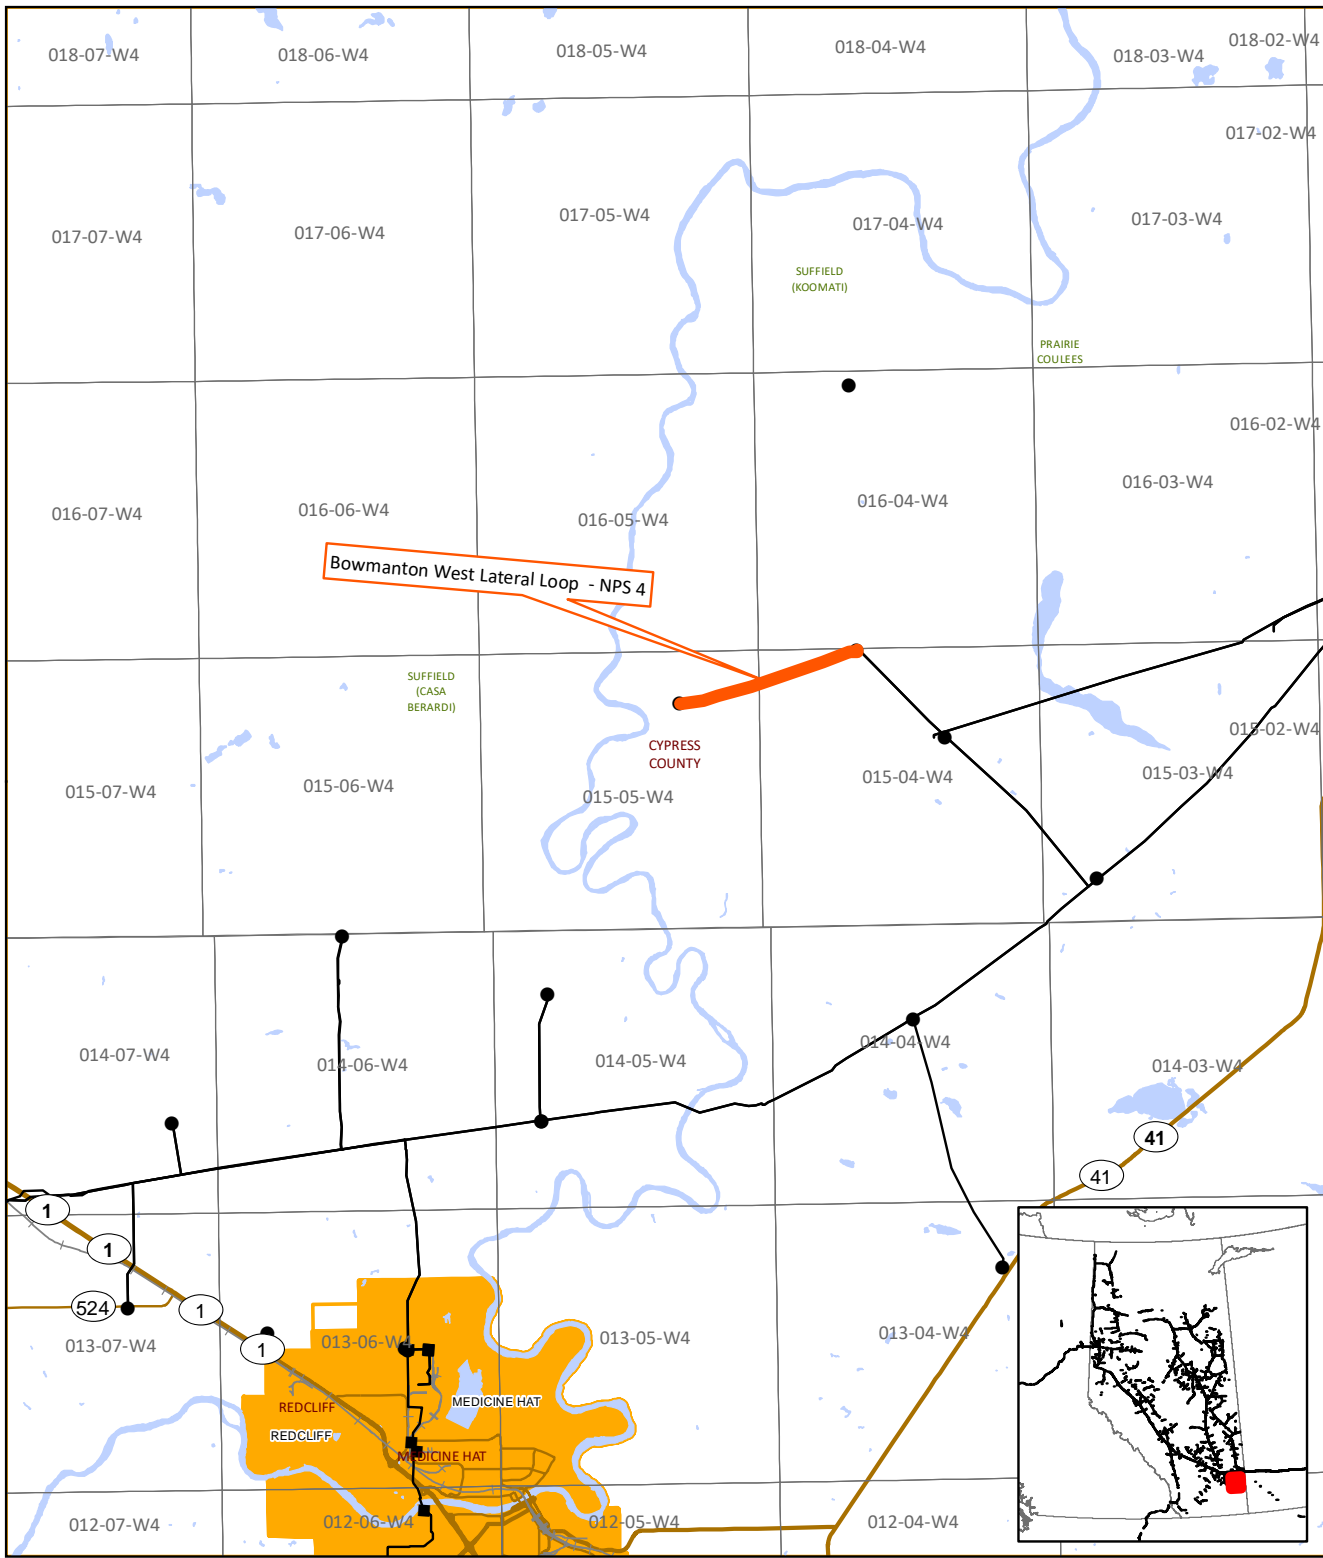 018-07-W4
018-06-W4
018-05-W4
018-04-W4
018-03-W4
018-02-W4
017-02-W4
017-07-W4
017-06-W4
017-05-W4
017-04-W4
017-03-W4
SUFFIELD
(KOOMATI)
PRAIRIE
COULEES
016-02-W4
016-07-W4
016-06-W4
016-05-W4
016-04-W4
016-03-W4
Bowmanton West Lateral Loop - NPS 4
SUFFIELD
(CASA
BERARDI)
CYPRESS
COUNTY
015-02-W4
015-07-W4
015-06-W4
015-05-W4
015-04-W4
015-03-W4
014-07-W4
014-06-W4
014-05-W4
014-04-W4
014-03-W4
41
41
1
1
524
1
1
013-07-W4
013-06-W4
013-05-W4
013-04-W4
REDCLIFF
MEDICINE HAT
REDCLIFF
MEDICINE HAT
012-07-W4
012-06-W4
012-05-W4
012-04-W4